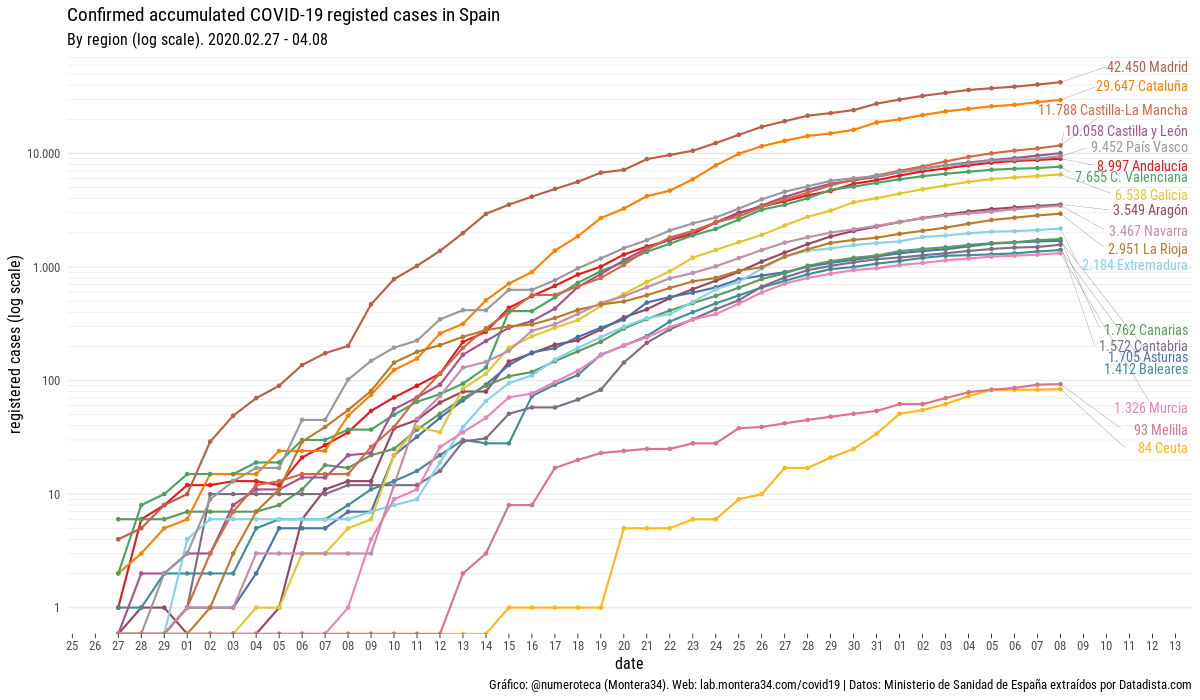 Confirmed accumulated COVID-19 registed cases in Spain
By region (log scale). 2020.02.27 - 04.08
registered cases (log scale)
10.000
1.000
100
10
1
42.450 Madrid
29.647 Cataluña
11.788 Castilla-La Mancha
10.058 Castilla y León
9.452 País Vasco
8.997 Andalucía
7.655 C. Valenciana
6.538 Galicia
3.549 Aragón
3.467 Navarra
2.951 La Rioja
2.184 Extremadura
1.762 Canarias
1.572 Cantabria
1.705 Asturias
1.412 Baleares
1.326 Murcia
93 Melilla
84 Ceuta
25 26 27 28 29 01 02 03 04 05 06 07 08 09 10 11 12 13 14 15 16 17 18 19 20 21 22 23 24 25 26 27 28 29 30 31 01 02 03 04 05 06 07 08 09 10 11 12 13
date
Gráfico: @numeroteca (Montera34). Web: lab.montera34.com/covid19 | Datos: Ministerio de Sanidad de España extraídos por Datadista.com